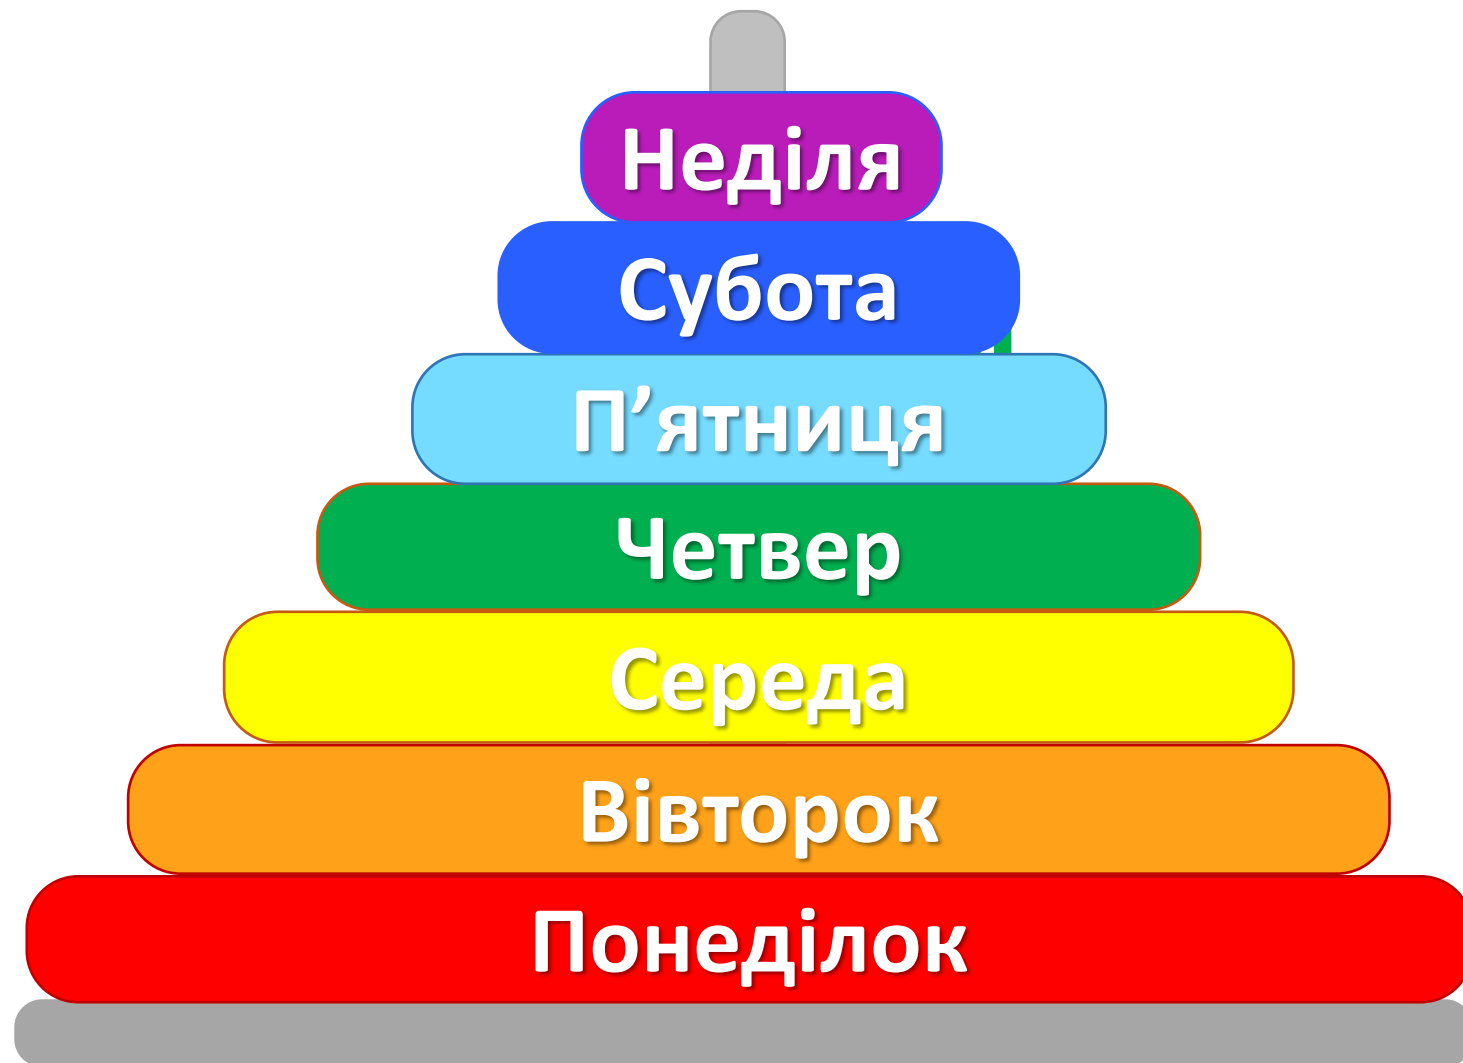 Неділя
Субота
П’ятниця
Четвер
Середа
Вівторок
Понеділок